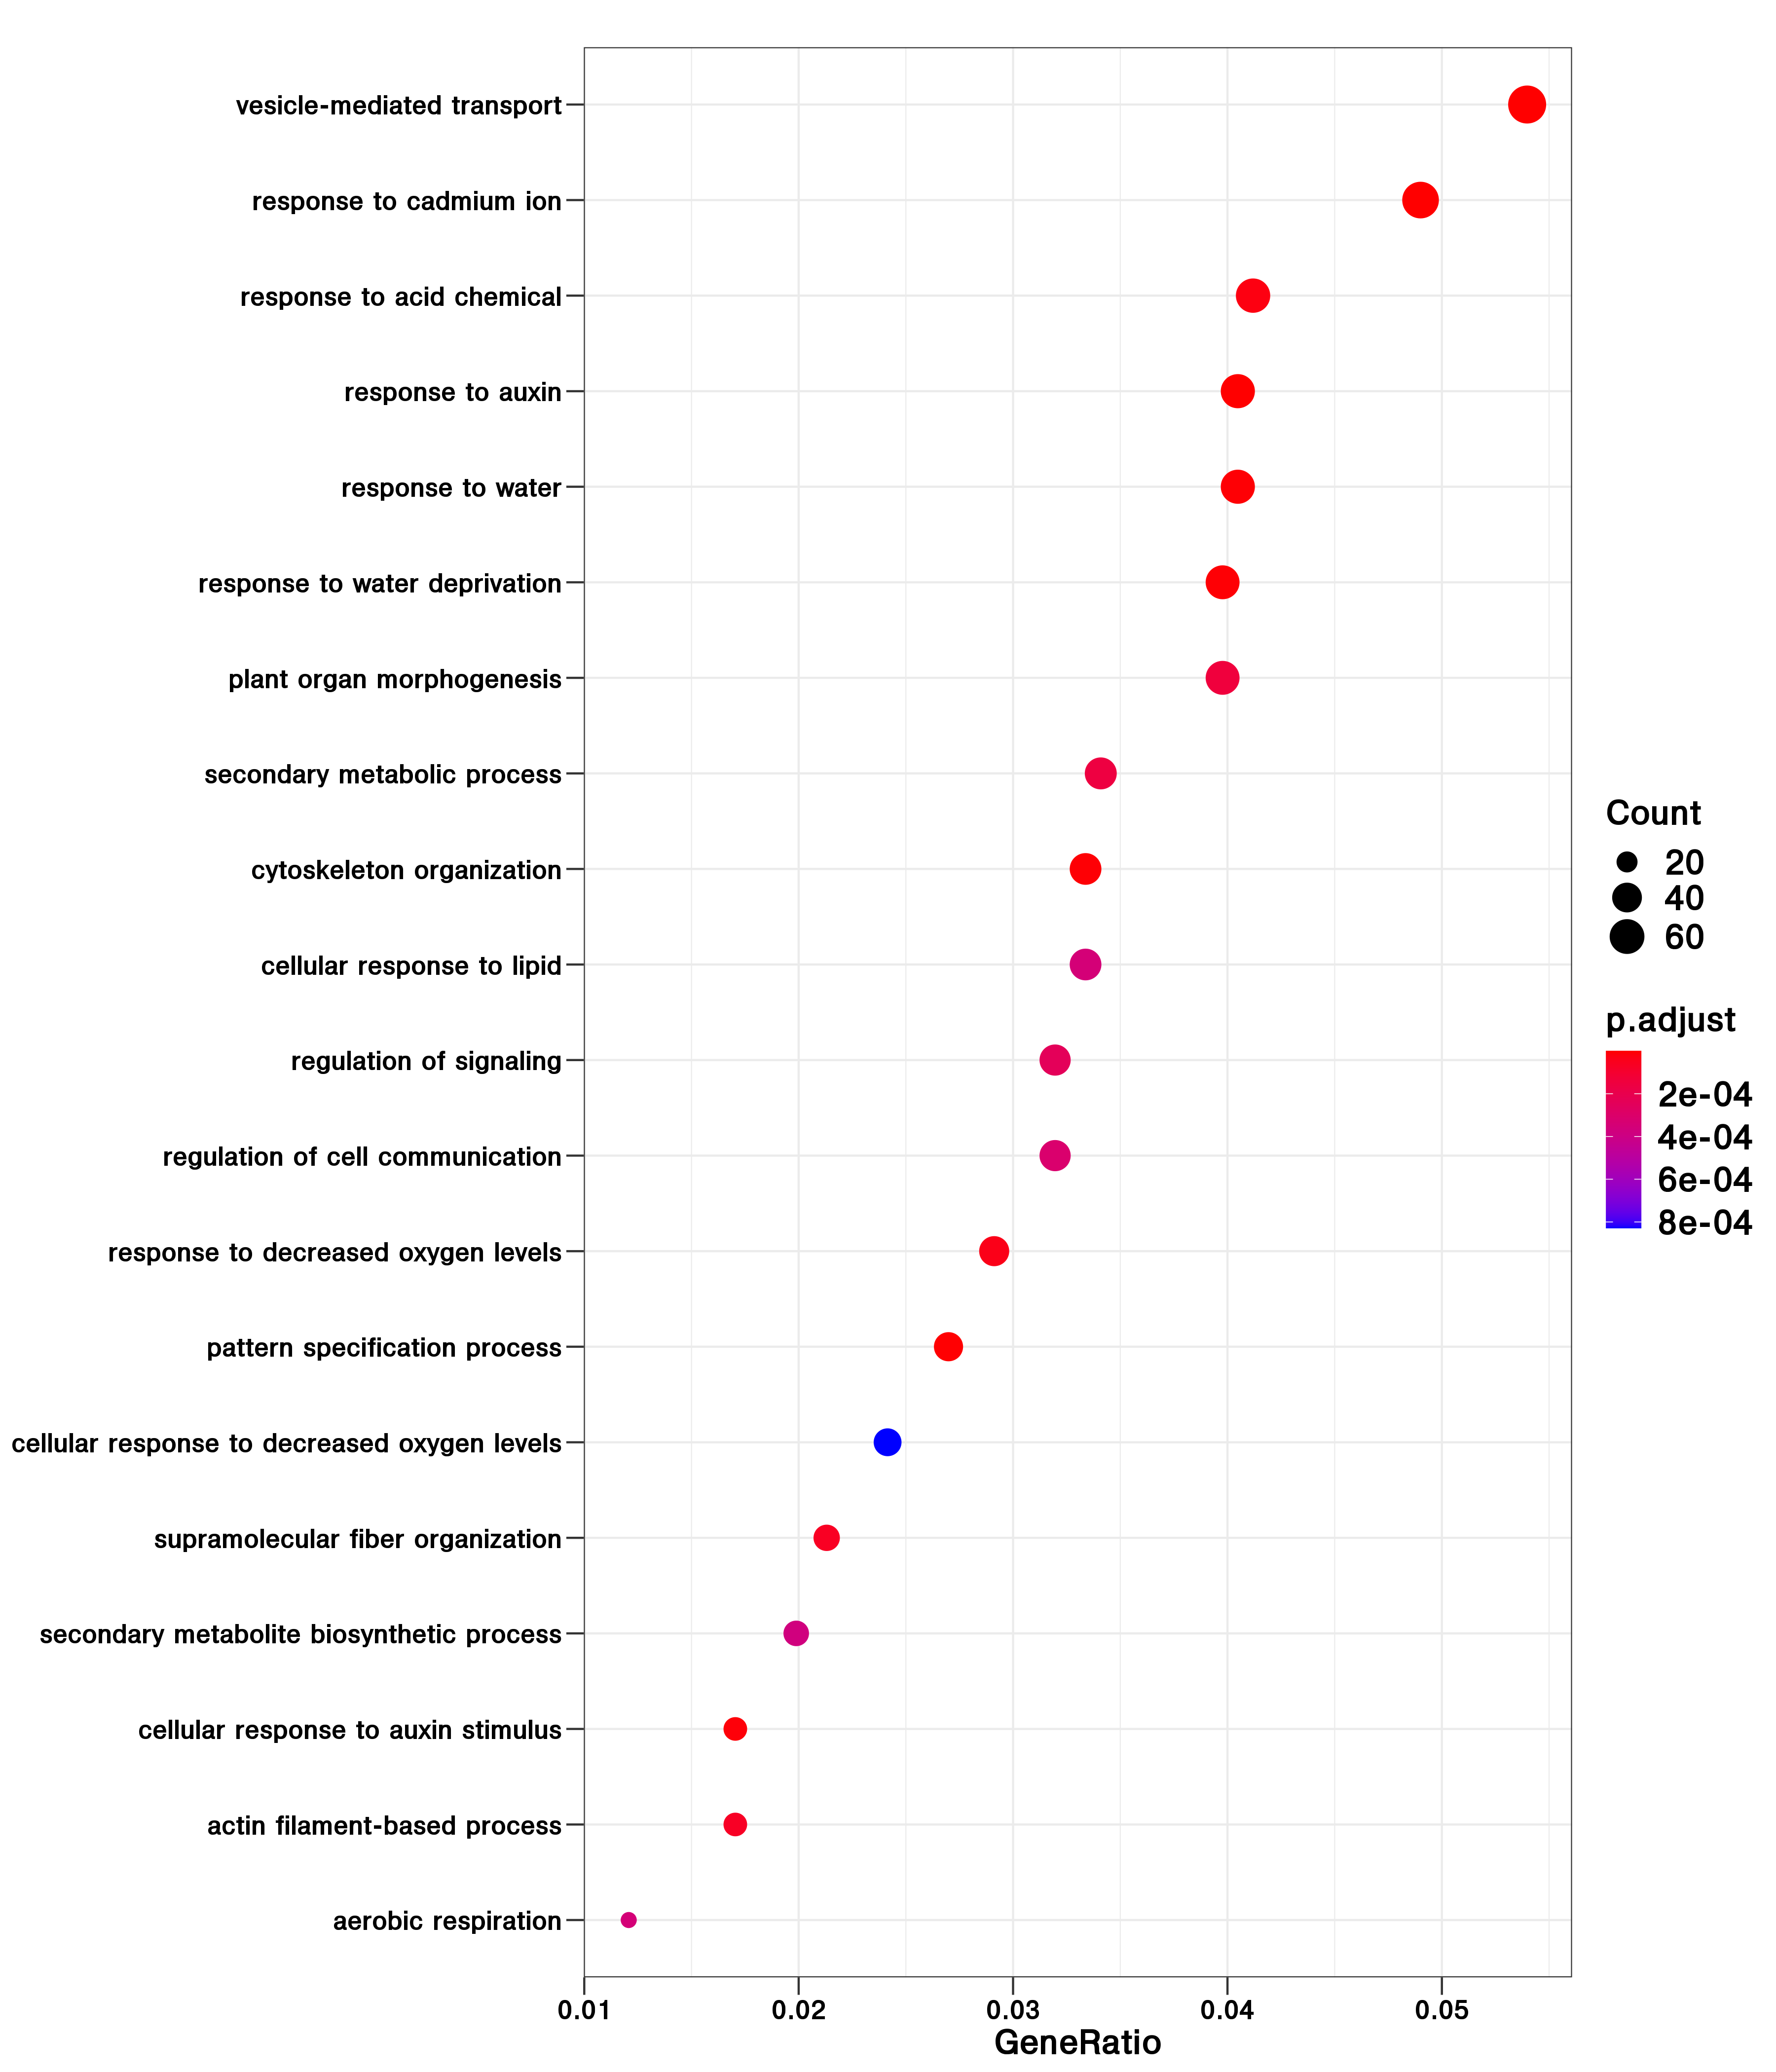 vesicle-mediated transport
response to cadmium ion
response to acid chemical
response to auxin
response to water
response to water deprivation
plant organ morphogenesis
secondary metabolic process
cytoskeleton organization
cellular response to lipid
regulation of signaling
regulation of cell communication
response to decreased oxygen levels
pattern specification process
cellular response to decreased oxygen levels
supramolecular fiber organization
secondary metabolite biosynthetic process
cellular response to auxin stimulus
actin filament-based process
aerobic respiration
0.01 0.02 0.03 0.04 0.05
GeneRatio
Count
20
40
60
p.adjust
2e-04
4e-04
6e-04
8e-04